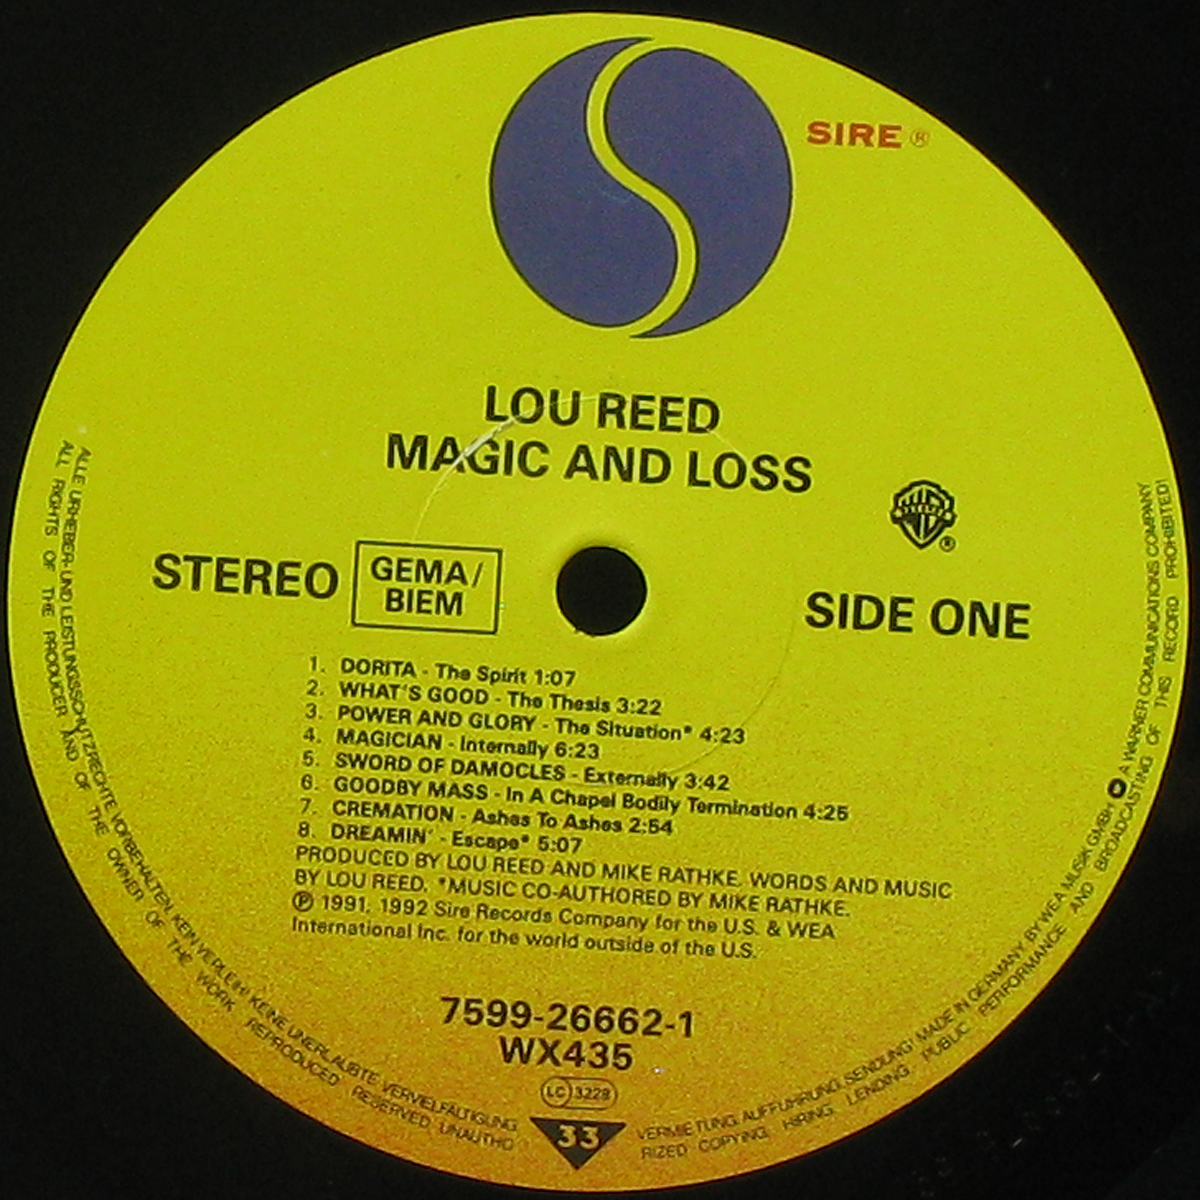 SIRE ®
LOU REED
MAGIC AND LOSS
STEREO
GEMA/
BIEM
SIDE ONE
1. DORITA - The Spirit 1:07
2. WHAT'S GOOD - The Thesis 3:22
3. POWER AND GLORY - The Situation* 4:23
4. MAGICIAN - Internally 6:23
5. SWORD OF DAMOCLES - Externally 3:42
6. GOODBY MASS - In A Chapel Bodily Termination 4:25
7. CREMATION - Ashes To Ashes 2:54
8. DREAMIN' - Escape* 5:07
PRODUCED BY LOU REED AND MIKE RATHKE. WORDS AND MUSIC
BY LOU REED. *MUSIC CO-AUTHORED BY MIKE RATHKE.
℗ 1991, 1992 Sire Records Company for the U.S. & WEA
International Inc. for the world outside of the U.S.
7599-26662-1
WX435
LC 3228
33
ALLE URHEBER- UND LEISTUNGSSCHUTZRECHTE VORBEHALTEN. KEIN VERLEIH! KEINE UNERLAUBTE VERVIELFÄLTIGUNG, VERMIETUNG, AUFFÜHRUNG, SENDUNG! MADE IN GERMANY BY WEA MUSIK GMBH A WARNER COMMUNICATIONS COMPANY
ALL RIGHTS OF THE PRODUCER AND OF THE OWNER OF THE WORK REPRODUCED RESERVED UNAUTHORIZED COPYING, HIRING, LENDING, PUBLIC PERFORMANCE AND BROADCASTING OF THIS RECORD PROHIBITED!